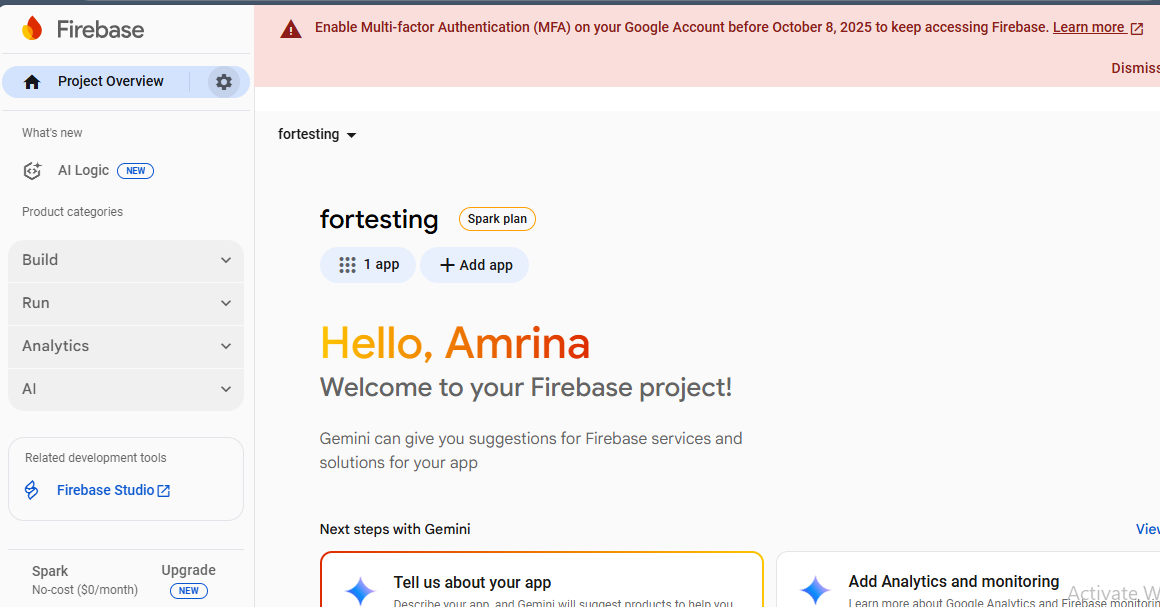 Firebase
Enable Multi-factor Authentication (MFA) on your Google Account before October 8, 2025 to keep accessing Firebase. Learn more
Dismiss
Project Overview
What's new
AI Logic NEW
Product categories
Build
Run
Analytics
AI
Related development tools
Firebase Studio
Spark
No-cost ($0/month)
Upgrade
NEW
fortesting
fortesting Spark plan
1 app
Add app
Hello, Amrina
Welcome to your Firebase project!
Gemini can give you suggestions for Firebase services and
solutions for your app
Next steps with Gemini
View
Tell us about your app
Describe your app, and Gemini will suggest products to help you
Add Analytics and monitoring
Learn more about Google Analytics and Firebase monitoring
Activate W